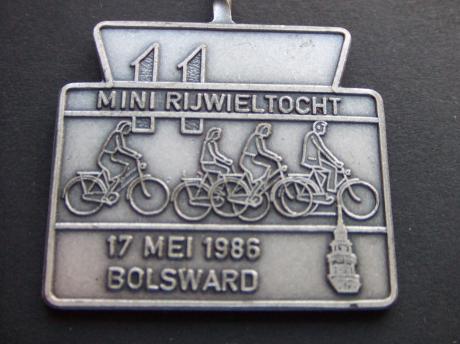 11
MINI RIJWIELTOCHT
17 MEI 1986
BOLSWARD